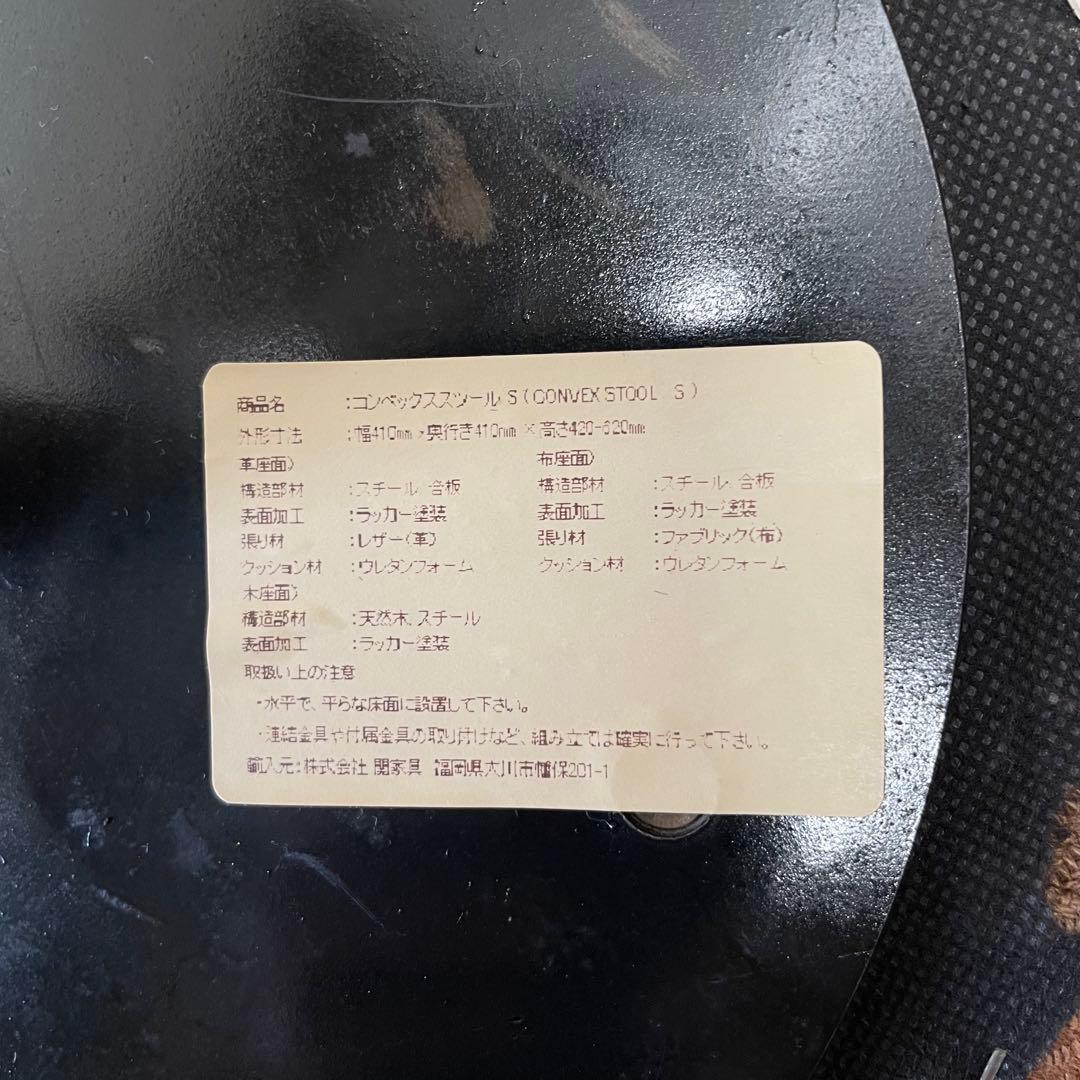 商品名 :コンベックススツール S ( CONVEX STOOL S )
外形寸法 :幅410mm × 奥行き410mm × 高さ420-620mm
革座面) 布座面)
構造部材 :スチール、合板 構造部材 :スチール、合板
表面加工 :ラッカー塗装 表面加工 :ラッカー塗装
張り材 :レザー(革) 張り材 :ファブリック(布)
クッション材 :ウレタンフォーム クッション材 :ウレタンフォーム
木座面)
構造部材 :天然木、スチール
表面加工 :ラッカー塗装
取扱い上の注意
・水平で、平らな床面に設置して下さい。
・連結金具や付属金具の取り付けなど、組み立ては確実に行って下さい。
輸入元:株式会社 関家具 福岡県大川市幡保201-1